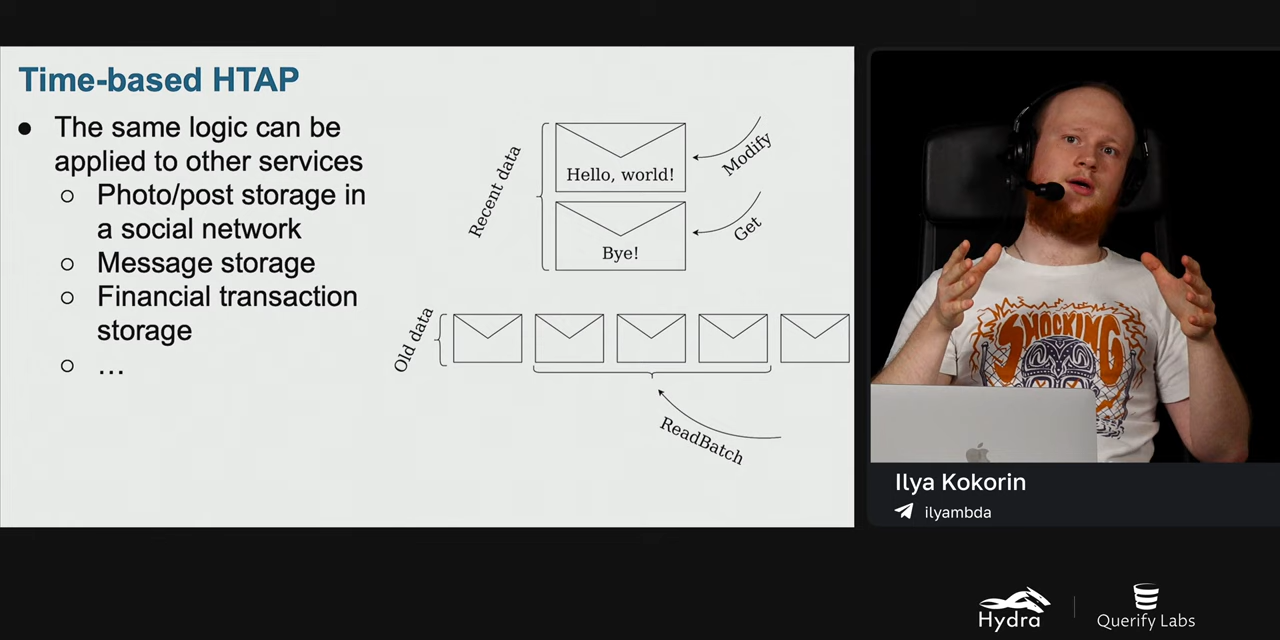 Time-based HTAP
● The same logic can be
applied to other services
○ Photo/post storage in
a social network
○ Message storage
○ Financial transaction
storage
○ …
Recent data
Hello, world!
Modify
Bye!
Get
Old data
ReadBatch
SHOCKING
Ilya Kokorin
ilyambda
Hydra
Querify Labs